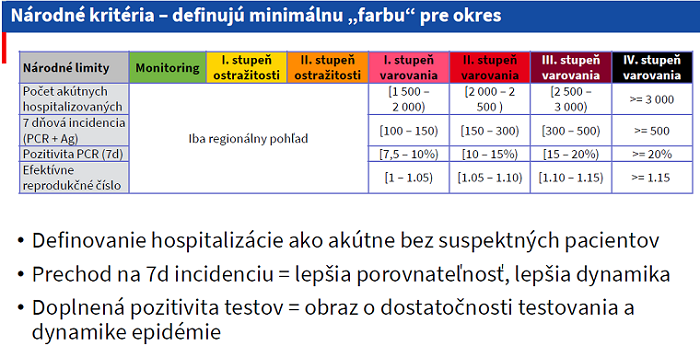 Národné kritéria – definujú minimálnu „farbu“ pre okres
Národné limity
Monitoring
I. stupeň ostražitosti
II. stupeň ostražitosti
I. stupeň varovania
II. stupeň varovania
III. stupeň varovania
IV. stupeň varovania
Počet akútnych hospitalizovaných
[1 500 – 2 000)
[2 000 – 2 500 )
[2 500 – 3 000)
>= 3 000
7 dňová incidencia (PCR + Ag)
Iba regionálny pohľad
[100 – 150)
[150 – 300)
[300 – 500)
>= 500
Pozitivita PCR (7d)
[7,5 – 10%)
[10 – 15%)
[15 – 20%)
>= 20%
Efektívne reprodukčné číslo
[1 – 1.05)
[1.05 – 1.10)
[1.10 – 1.15)
>= 1.15
• Definovanie hospitalizácie ako akútne bez suspektných pacientov
• Prechod na 7d incidenciu = lepšia porovnateľnosť, lepšia dynamika
• Doplnená pozitivita testov = obraz o dostatočnosti testovania a
dynamike epidémie